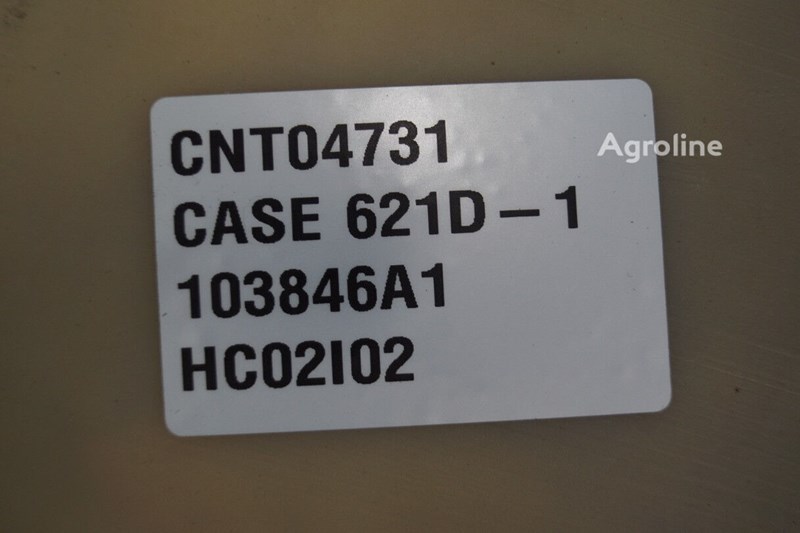 CNT04731
Agroline
CASE 621D-1
103846A1
HC02I02